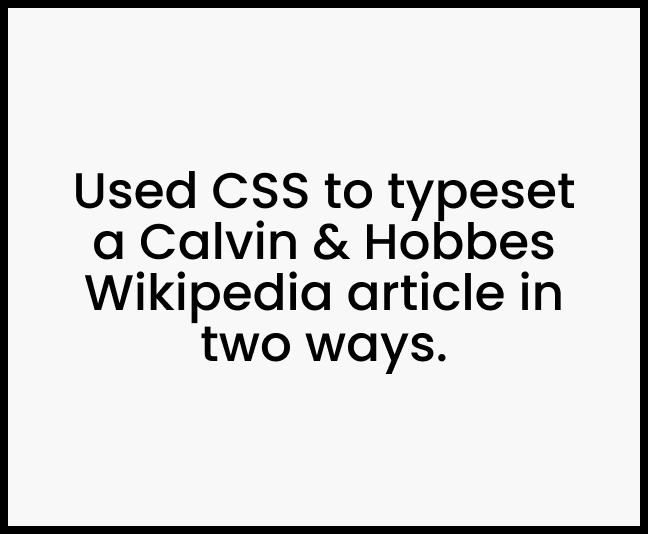 Used CSS to typeset
a Calvin & Hobbes
Wikipedia article in
two ways.